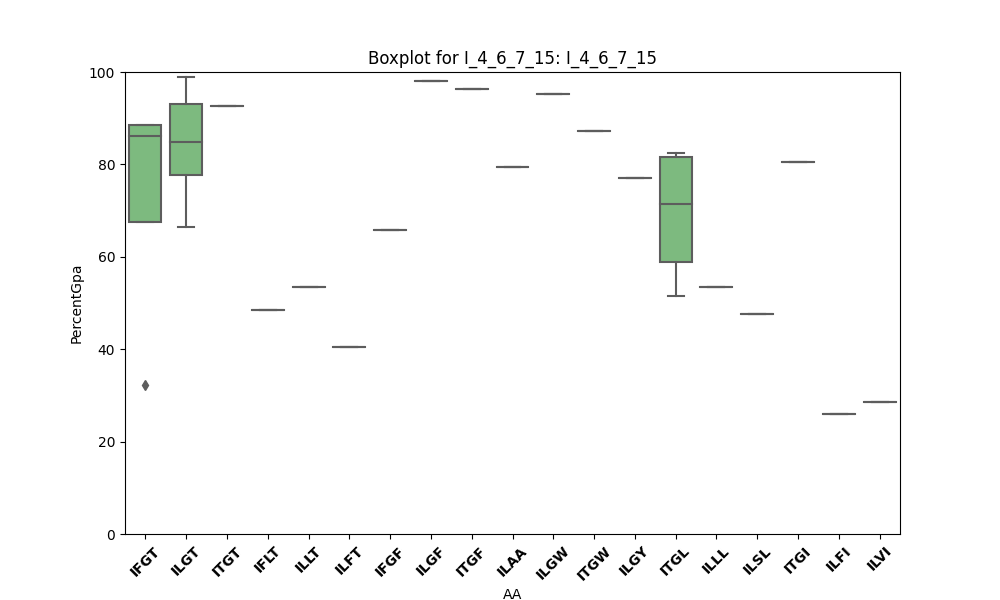 Boxplot for I_4_6_7_15: I_4_6_7_15
PercentGpa
100
80
60
40
20
0
IFGT ILGT ITGT IFLT ILLT ILFT IFGF ILGF ITGF ILAA ILGW ITGW ILGY ITGL ILLL ILSL ITGI ILFI ILVI
AA